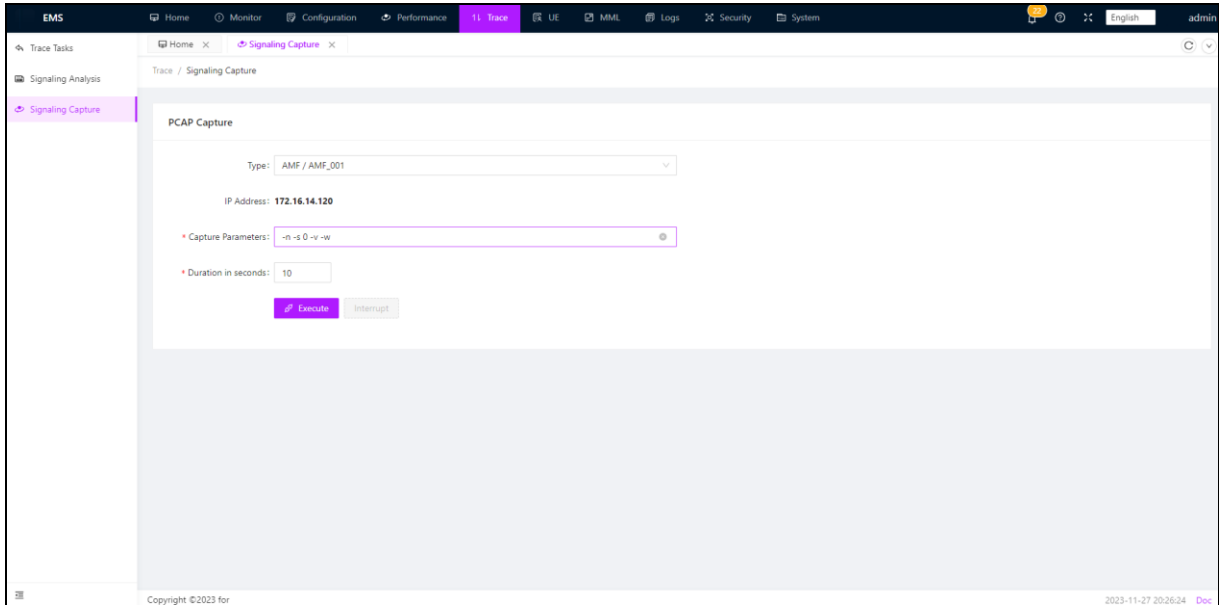 EMS Home Monitor Configuration Performance Trace UE MML Logs Security System 22 English admin
Trace Tasks
Home Signaling Capture
Signaling Analysis
Trace / Signaling Capture
Signaling Capture
PCAP Capture
Type: AMF / AMF_001
IP Address: 172.16.14.120
* Capture Parameters: -n -s 0 -v -w
* Duration in seconds: 10
Execute Interrupt
Copyright ©2023 for 2023-11-27 20:26:24 Doc